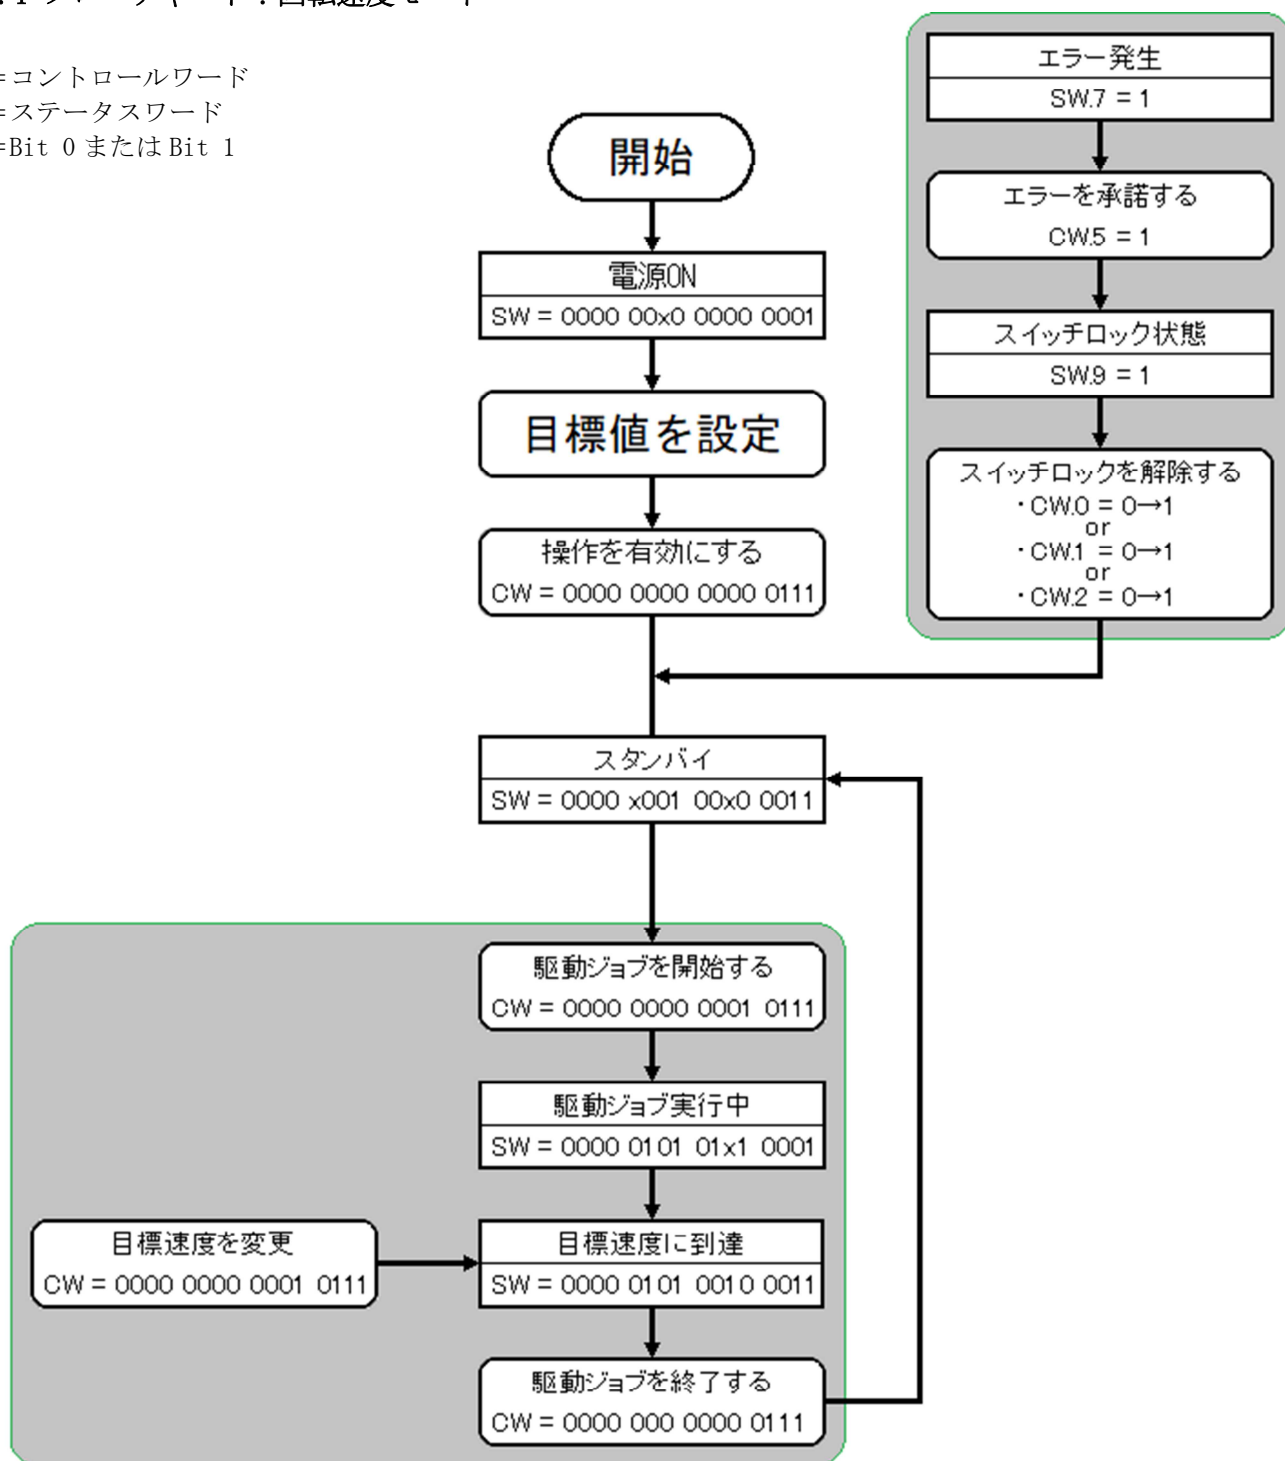 =コントロールワード
=ステータスワード
=Bit 0 または Bit 1
開始
電源ON
SW = 0000 00x0 0000 0001
目標値を設定
操作を有効にする
CW = 0000 0000 0000 0111
エラー発生
SW.7 = 1
エラーを承諾する
CW.5 = 1
スイッチロック状態
SW.9 = 1
スイッチロックを解除する
・CW.0 = 0→1
or
・CW.1 = 0→1
or
・CW.2 = 0→1
スタンバイ
SW = 0000 x001 00x0 0011
駆動ジョブを開始する
CW = 0000 0000 0001 0111
駆動ジョブ実行中
SW = 0000 0101 01x1 0001
目標速度を変更
CW = 0000 0000 0001 0111
目標速度に到達
SW = 0000 0101 0010 0011
駆動ジョブを終了する
CW = 0000 000 0000 0111